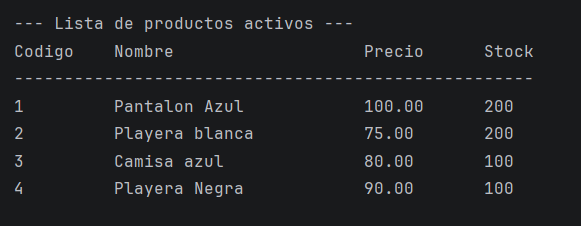 --- Lista de productos activos ---
Codigo    Nombre                   Precio      Stock
----------------------------------------------------
1         Pantalon Azul            100.00      200
2         Playera blanca           75.00       200
3         Camisa azul              80.00       100
4         Playera Negra            90.00       100